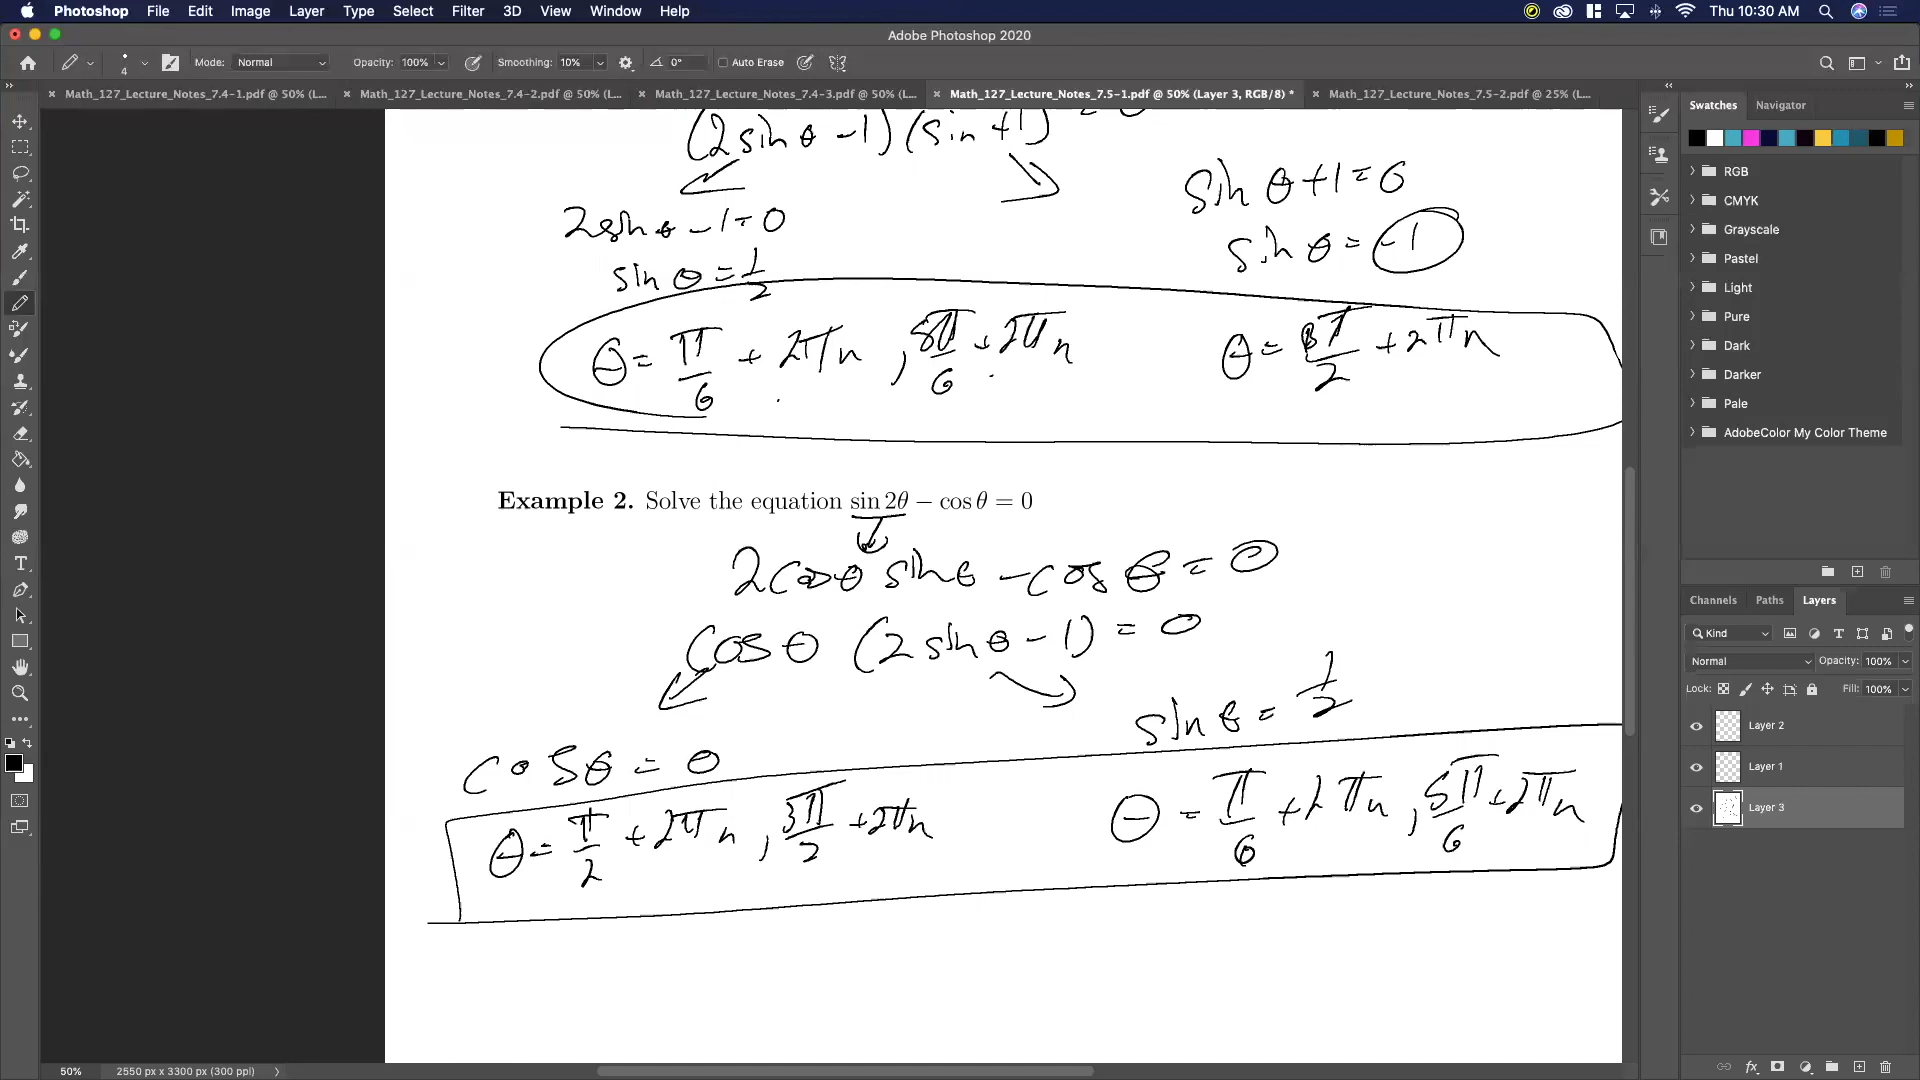 Photoshop File Edit Image Layer Type Select Filter 3D View Window Help Thu 10:30 AM
Adobe Photoshop 2020
4 Mode: Normal Opacity: 100% Smoothing: 10% 0° Auto Erase
Math_127_Lecture_Notes_7.4-1.pdf @ 50% (L... Math_127_Lecture_Notes_7.4-2.pdf @ 50% (L... Math_127_Lecture_Notes_7.4-3.pdf @ 50% (L... Math_127_Lecture_Notes_7.5-1.pdf @ 50% (Layer 3, RGB/8) * Math_127_Lecture_Notes_7.5-2.pdf @ 25% (L...
(2sin θ -1)(sin +1) = 0
2sin θ - 1 = 0
sin θ = 1/2
sin θ + 1 = 0
sin θ = -1
θ = π/6 + 2πn, 5π/6 + 2πn
θ = 3π/2 + 2πn
Example 2. Solve the equation sin 2θ − cos θ = 0
2cosθ sinθ - cos θ = 0
cos θ (2 sin θ - 1) = 0
cos θ = 0
sin θ = 1/2
θ = π/2 + 2πn, 3π/2 + 2πn
θ = π/6 + 2πn, 5π/6 + 2πn
50% 2550 px x 3300 px (300 ppi)
Swatches Navigator
RGB
CMYK
Grayscale
Pastel
Light
Pure
Dark
Darker
Pale
AdobeColor My Color Theme
Channels Paths Layers
Kind
Normal Opacity: 100%
Lock: Fill: 100%
Layer 2
Layer 1
Layer 3